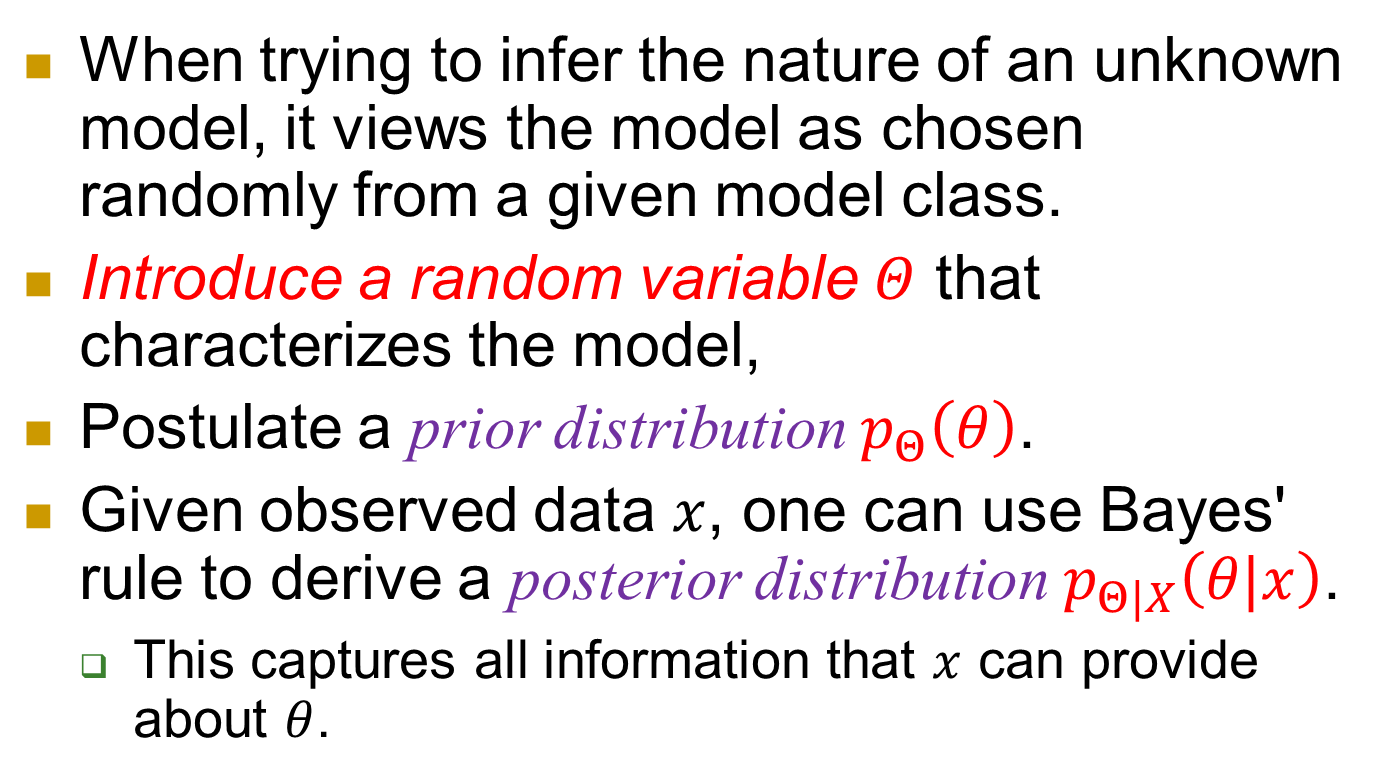 When trying to infer the nature of an unknown
model, it views the model as chosen
randomly from a given model class.
Introduce a random variable Θ that
characterizes the model,
Postulate a prior distribution p_Θ(θ).
Given observed data x, one can use Bayes'
rule to derive a posterior distribution p_Θ|X(θ|x).
This captures all information that x can provide
about θ.